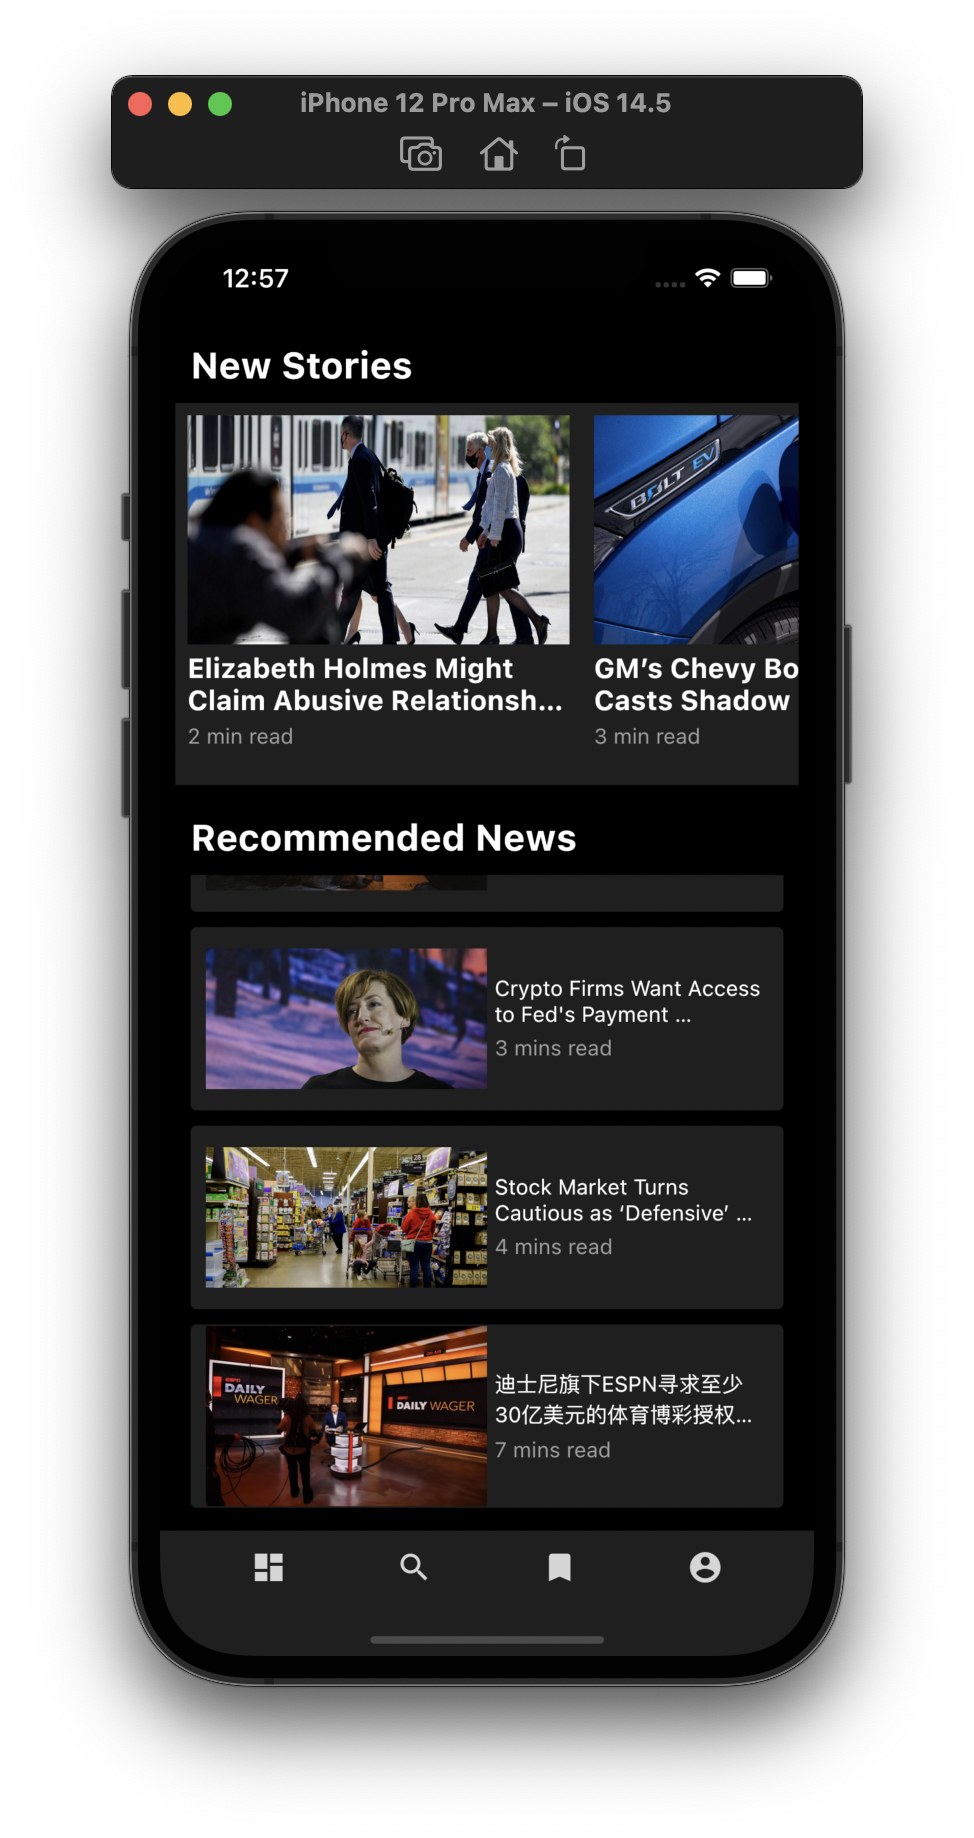 iPhone 12 Pro Max – iOS 14.5
12:57
New Stories
BOLT EV
Elizabeth Holmes Might
Claim Abusive Relationsh...
2 min read
GM’s Chevy Bo
Casts Shadow
3 min read
Recommended News
Crypto Firms Want Access
to Fed's Payment ...
3 mins read
28
Stock Market Turns
Cautious as ‘Defensive’ ...
4 mins read
ESPN
DAILY
WAGER
ESPN
DAILY WAGER
迪士尼旗下ESPN寻求至少
30亿美元的体育博彩授权...
7 mins read